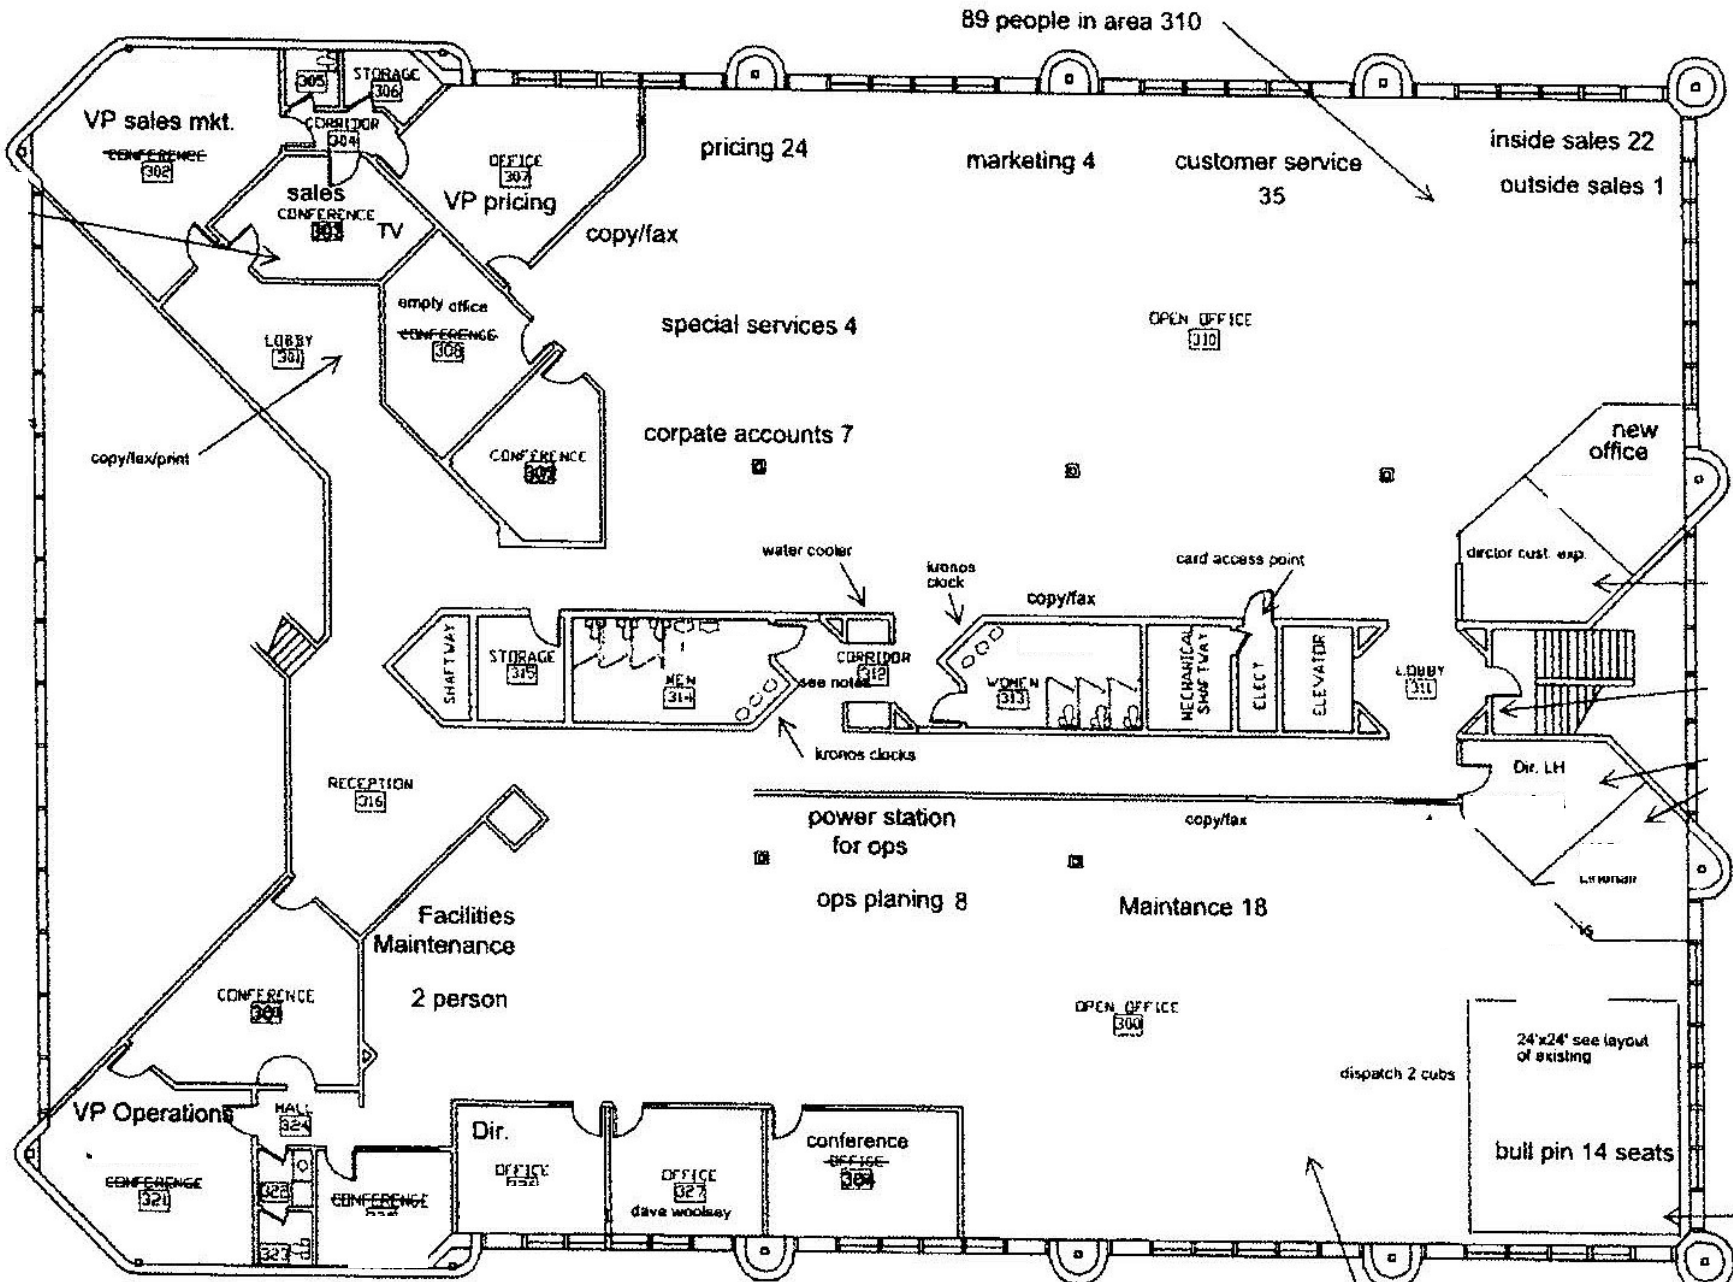 89 people in area 310
305
STORAGE
306
VP sales mkt.
CONFERENCE
302
CORRIDOR
304
OFFICE
307
VP pricing
pricing 24
marketing 4
customer service
35
inside sales 22
outside sales 1
sales
CONFERENCE
303
TV
copy/fax
empty office
CONFERENCE
308
special services 4
OPEN OFFICE
310
LOBBY
301
copy/fax/print
corpate accounts 7
CONFERENCE
new
office
dirctor cust. exp.
water cooler
kronos
clock
card access point
copy/fax
SHAFTWAY
STORAGE
315
MEN
314
CORRIDOR
312
see notes
WOMEN
313
MECHANICAL
SHAFTWAY
ELECT
ELEVATOR
LOBBY
311
kronos clocks
RECEPTION
316
Dir. LH
power station
for ops
copy/fax
ops planing 8
Maintance 18
is
Facilities
Maintenance
2 person
CONFERENCE
OPEN OFFICE
300
24'x24' see layout
of existing
dispatch 2 cubs
bull pin 14 seats
VP Operations
HALL
324
CONFERENCE
321
322
323
CONFERENCE
Dir.
OFFICE
OFFICE
327
dave woolsey
conference
OFFICE
304